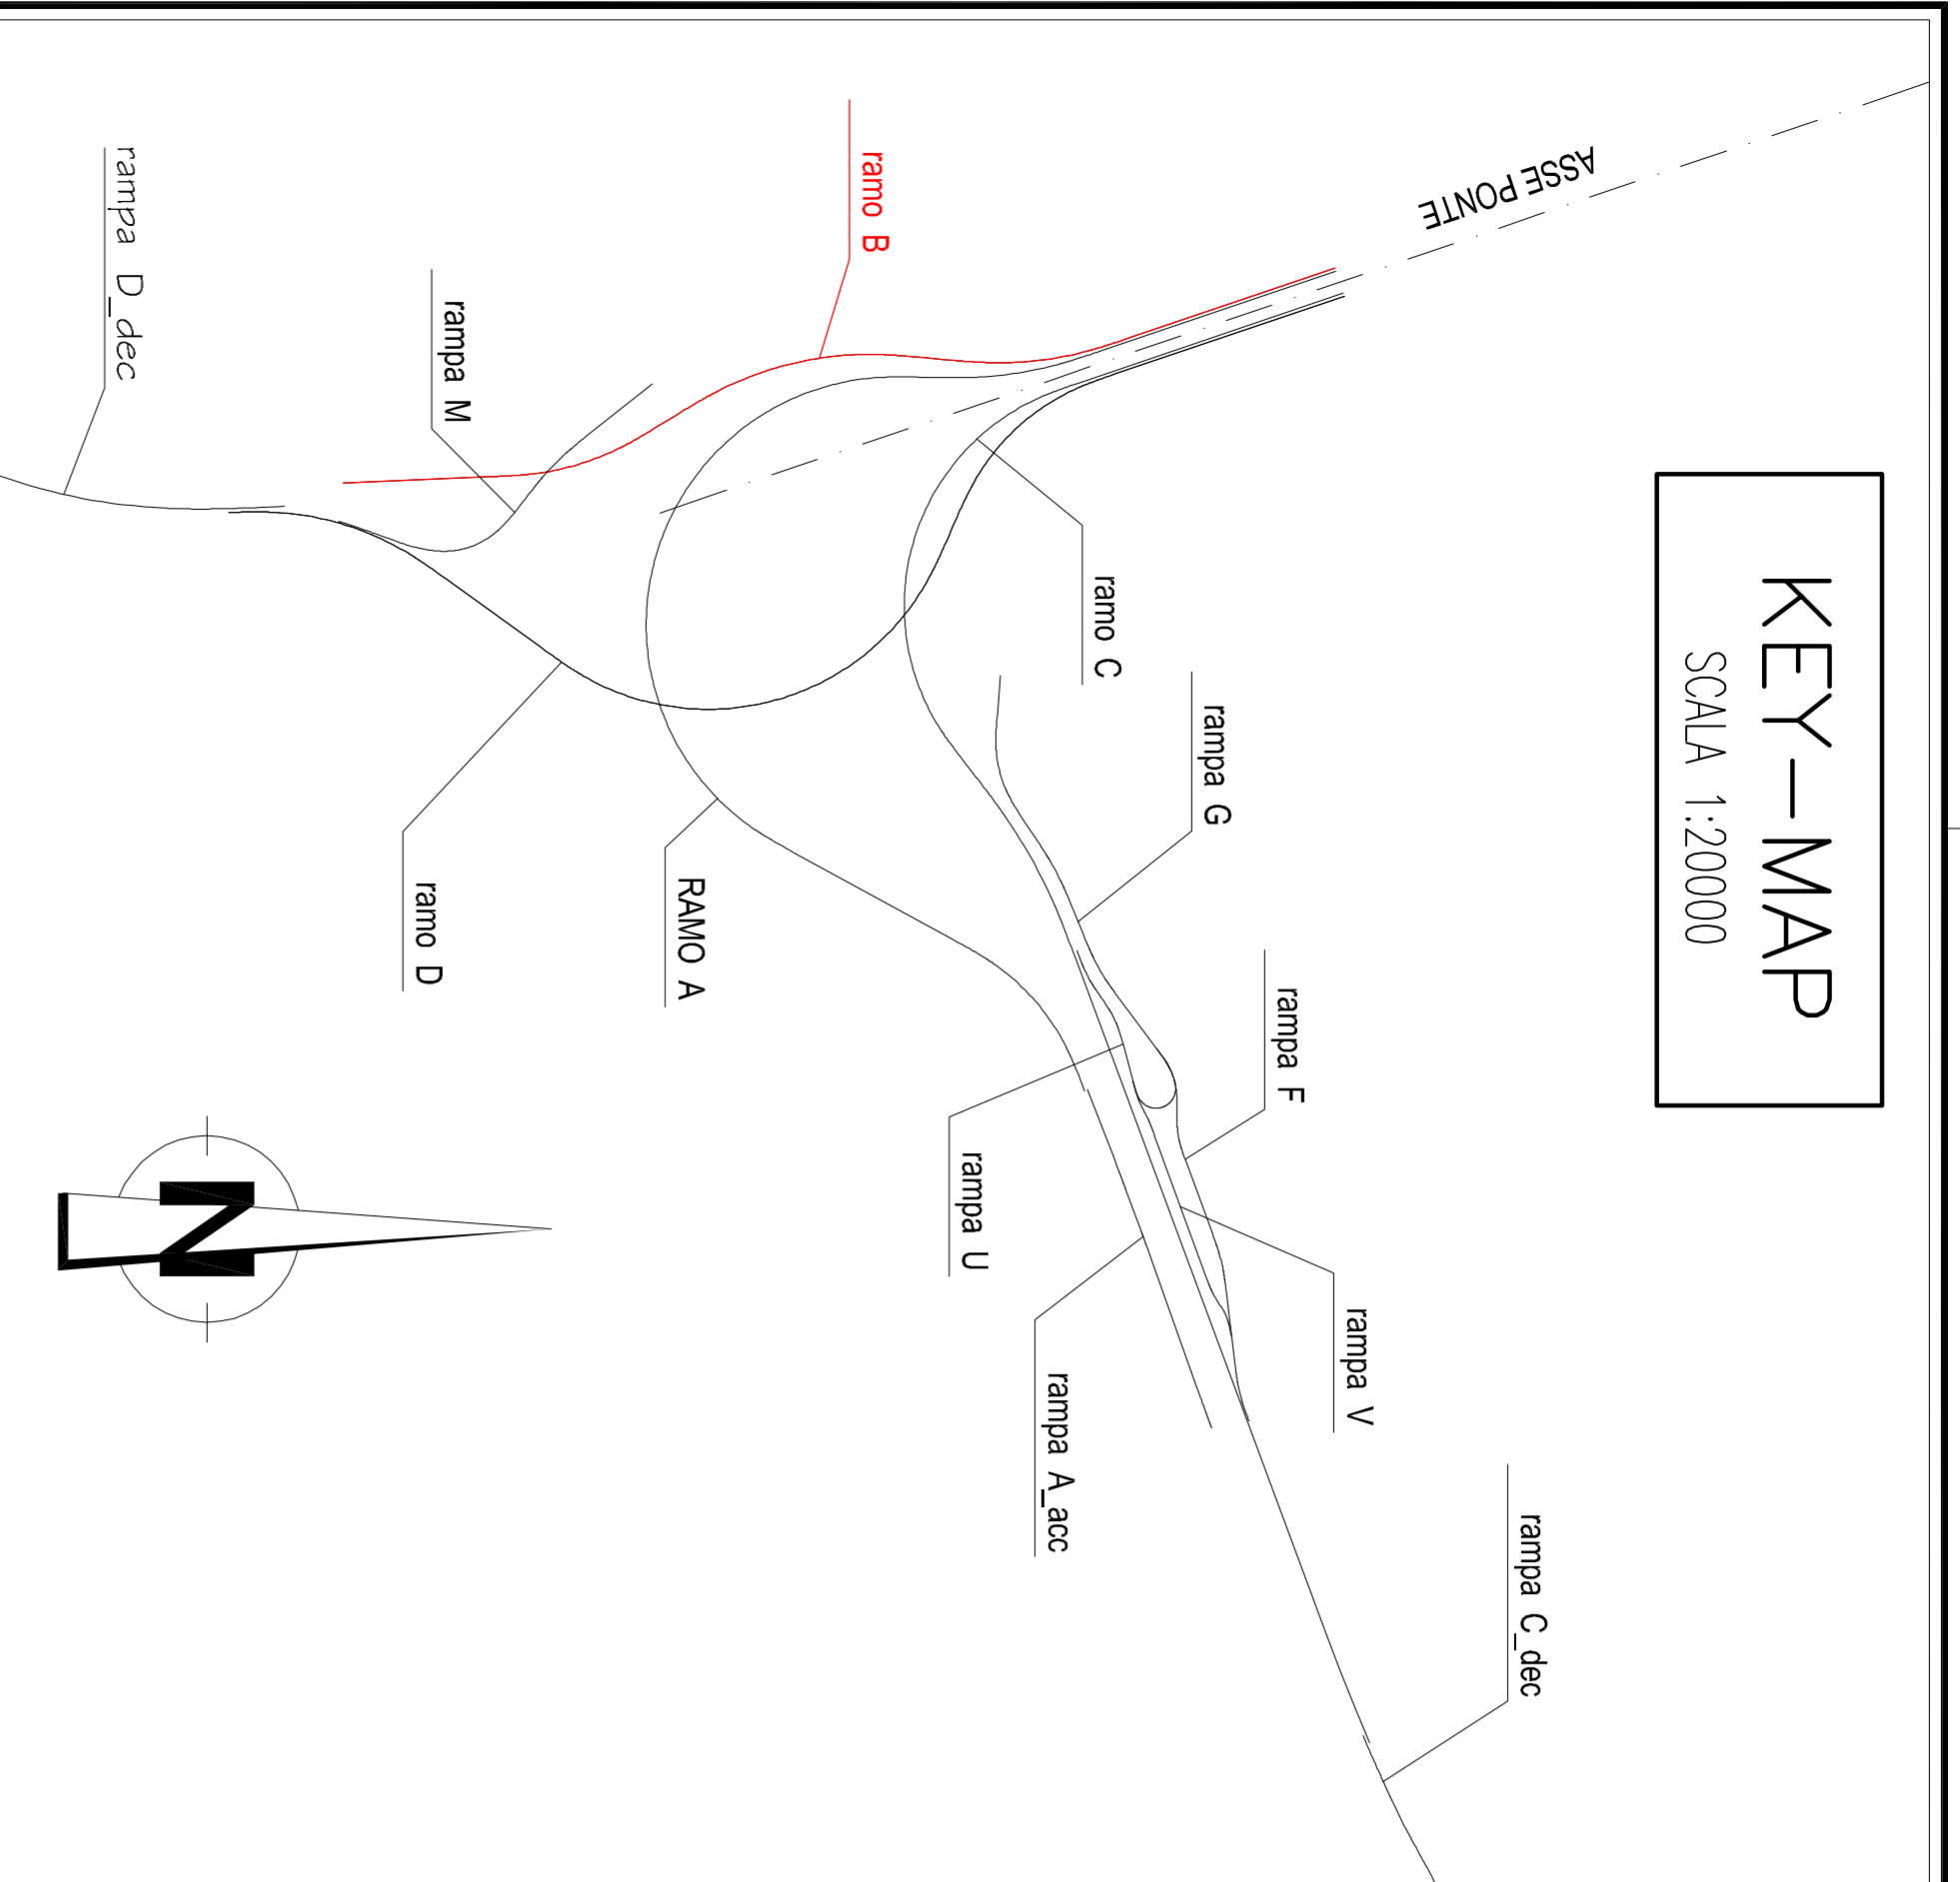 KEY-MAP
SCALA 1:20000
ASSE PONTE
ramo B
rampa D_dec
rampa M
ramo C
rampa G
ramo D
RAMO A
rampa F
rampa U
rampa V
rampa A_acc
rampa C_dec
N